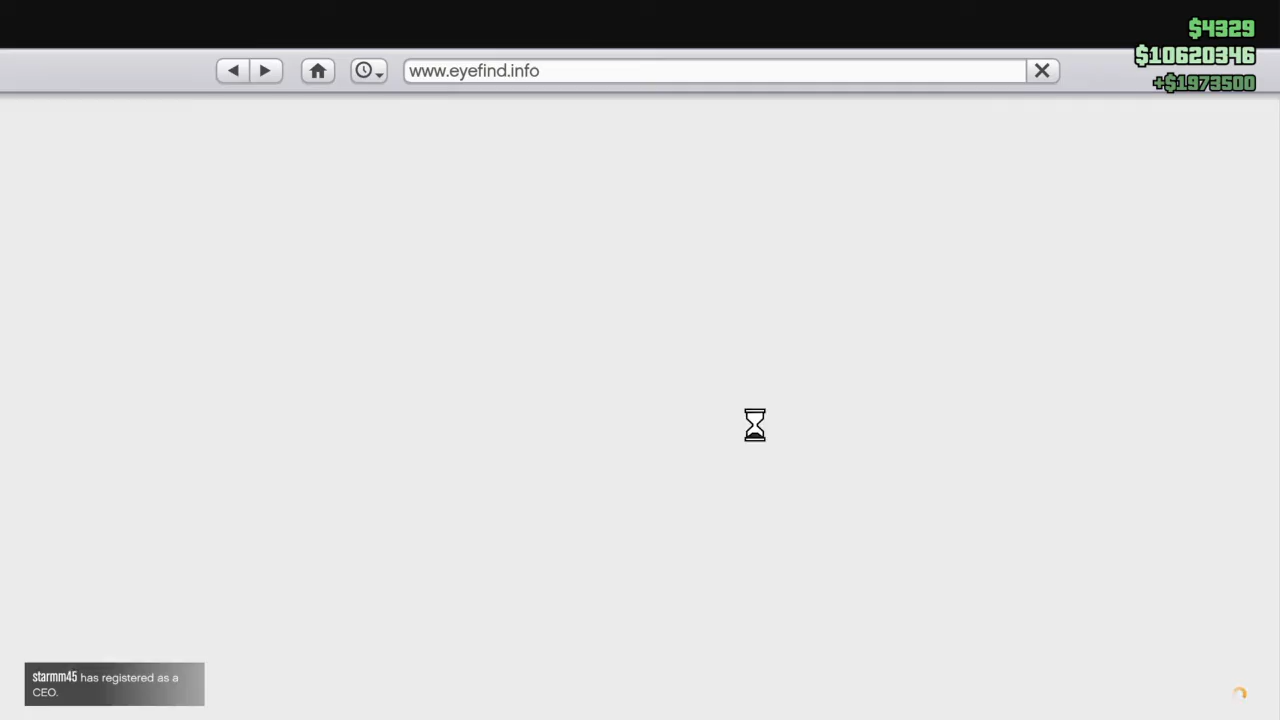 $4329
www.eyefind.info
$10620346
+$1973500
starmm45 has registered as a
CEO.